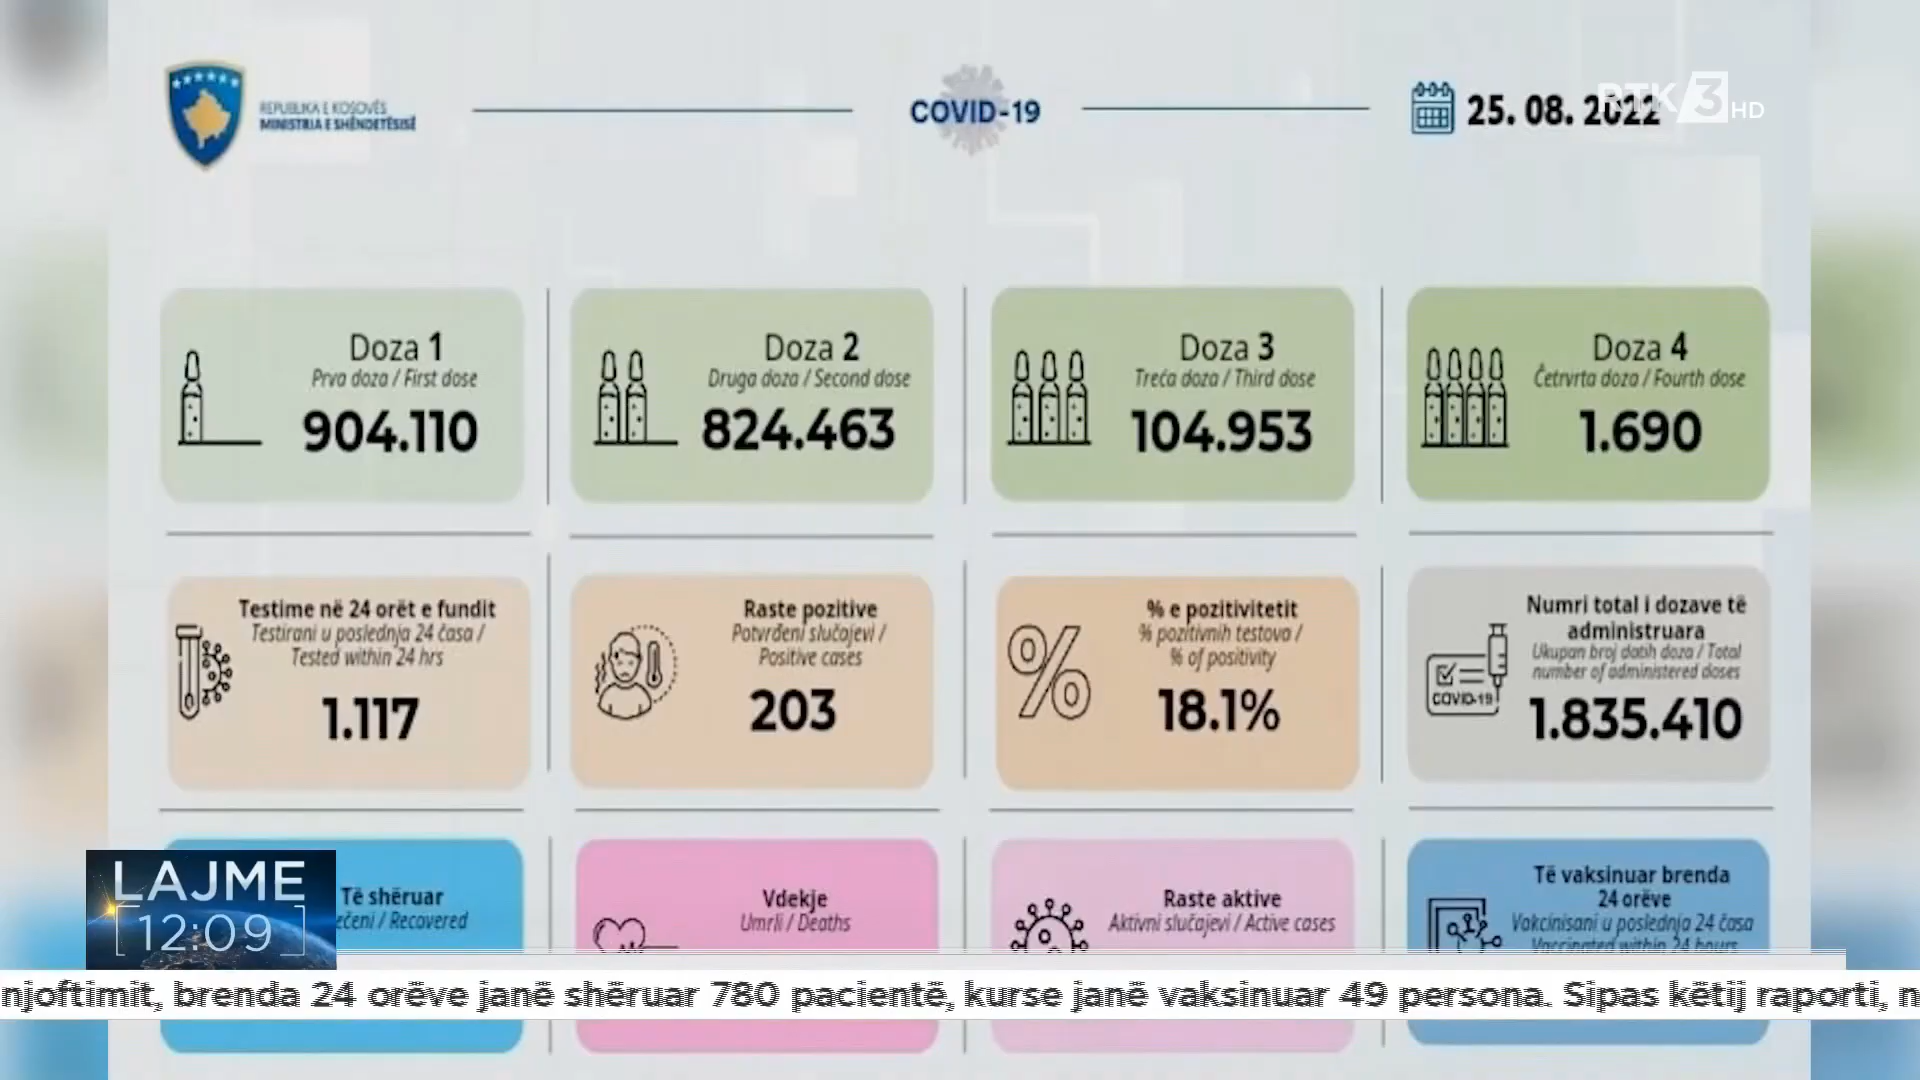 REPUBLIKA E KOSOVËS
MINISTRIA E SHËNDETËSISË
COVID-19
25. 08. 2022
RTK 3 HD
Doza 1
Prva doza / First dose
904.110
Doza 2
Druga doza / Second dose
824.463
Doza 3
Treća doza / Third dose
104.953
Doza 4
Četrvrta doza / Fourth dose
1.690
Testime në 24 orët e fundit
Testirani u poslednja 24 časa /
Tested within 24 hrs
1.117
Raste pozitive
Potvrđeni slučajevi /
Positive cases
203
% e pozitivitetit
% pozitivnih testova /
% of positivity
18.1%
Numri total i dozave të
administruara
Ukupan broj datih doza / Total
number of administered doses
COVID-19
1.835.410
Të shëruar
ečeni / Recovered
Vdekje
Umrli / Deaths
Raste aktive
Aktivni slučajevi / Active cases
Të vaksinuar brenda
24 orëve
Vakcinisani u poslednja 24 časa
Vaccinated within 24 hours
LAJME
12:09
njoftimit, brenda 24 orëve janë shëruar 780 pacientë, kurse janë vaksinuar 49 persona. Sipas këtij raporti, n